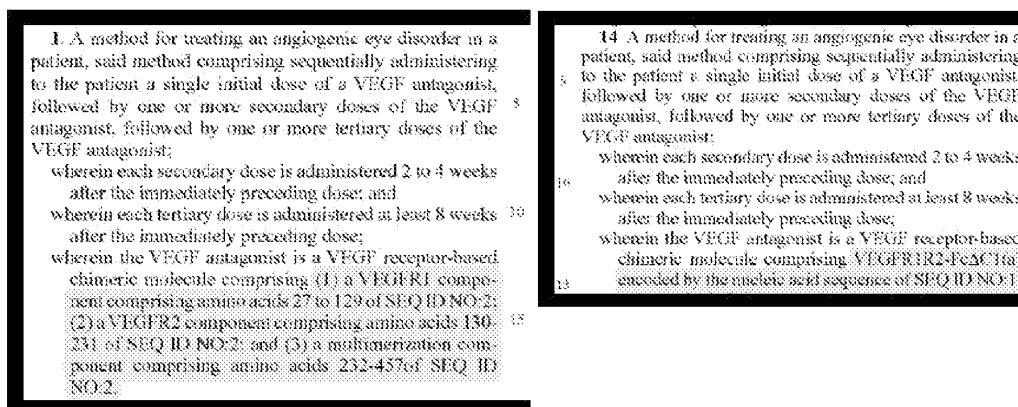 1. A method for treating an angiogenic eye disorder in a
patient, said method comprising sequentially administering
to the patient a single initial dose of a VEGF antagonist,
followed by one or more secondary doses of the VEGF
antagonist, followed by one or more tertiary doses of the
VEGF antagonist;
wherein each secondary dose is administered 2 to 4 weeks
after the immediately preceding dose; and
wherein each tertiary dose is administered at least 8 weeks
after the immediately preceding dose;
wherein the VEGF antagonist is a VEGF receptor-based
chimeric molecule comprising (1) a VEGFR1 compo-
nent comprising amino acids 27 to 129 of SEQ ID NO:2;
(2) a VEGFR2 component comprising amino acids 130-
231 of SEQ ID NO:2; and (3) a multimerization com-
ponent comprising amino acids 232-457of SEQ ID
NO:2.
5
10
15
14 A method for treating an angiogenic eye disorder in a
patient, said method comprising sequentially administering
to the patient a single initial dose of a VEGF antagonist,
followed by one or more secondary doses of the VEGF
antagonist, followed by one or more tertiary doses of the
VEGF antagonist;
wherein each secondary dose is administered 2 to 4 weeks
after the immediately preceding dose; and
wherein each tertiary dose is administered at least 8 weeks
after the immediately preceding dose;
wherein the VEGF antagonist is a VEGF receptor-based
chimeric molecule comprising VEGFR1R2-FcΔC1(a)
encoded by the nucleic acid sequence of SEQ ID NO:1
5
10